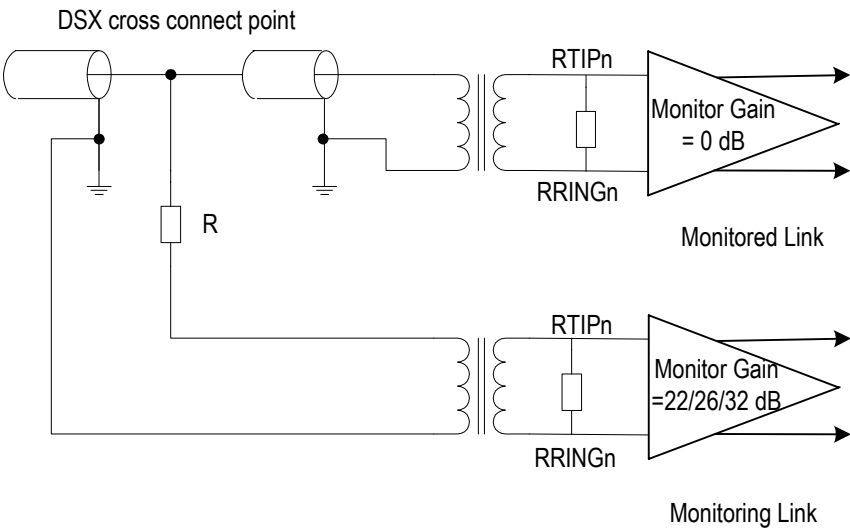 DSX cross connect point
RTIPn
Monitor Gain
= 0 dB
RRINGn
Monitored Link
R
RTIPn
Monitor Gain
=22/26/32 dB
RRINGn
Monitoring Link